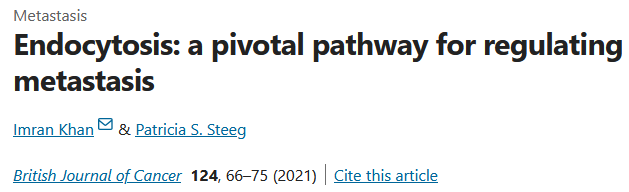 Metastasis
Endocytosis: a pivotal pathway for regulating
metastasis
Imran Khan & Patricia S. Steeg
British Journal of Cancer 124, 66–75 (2021) | Cite this article